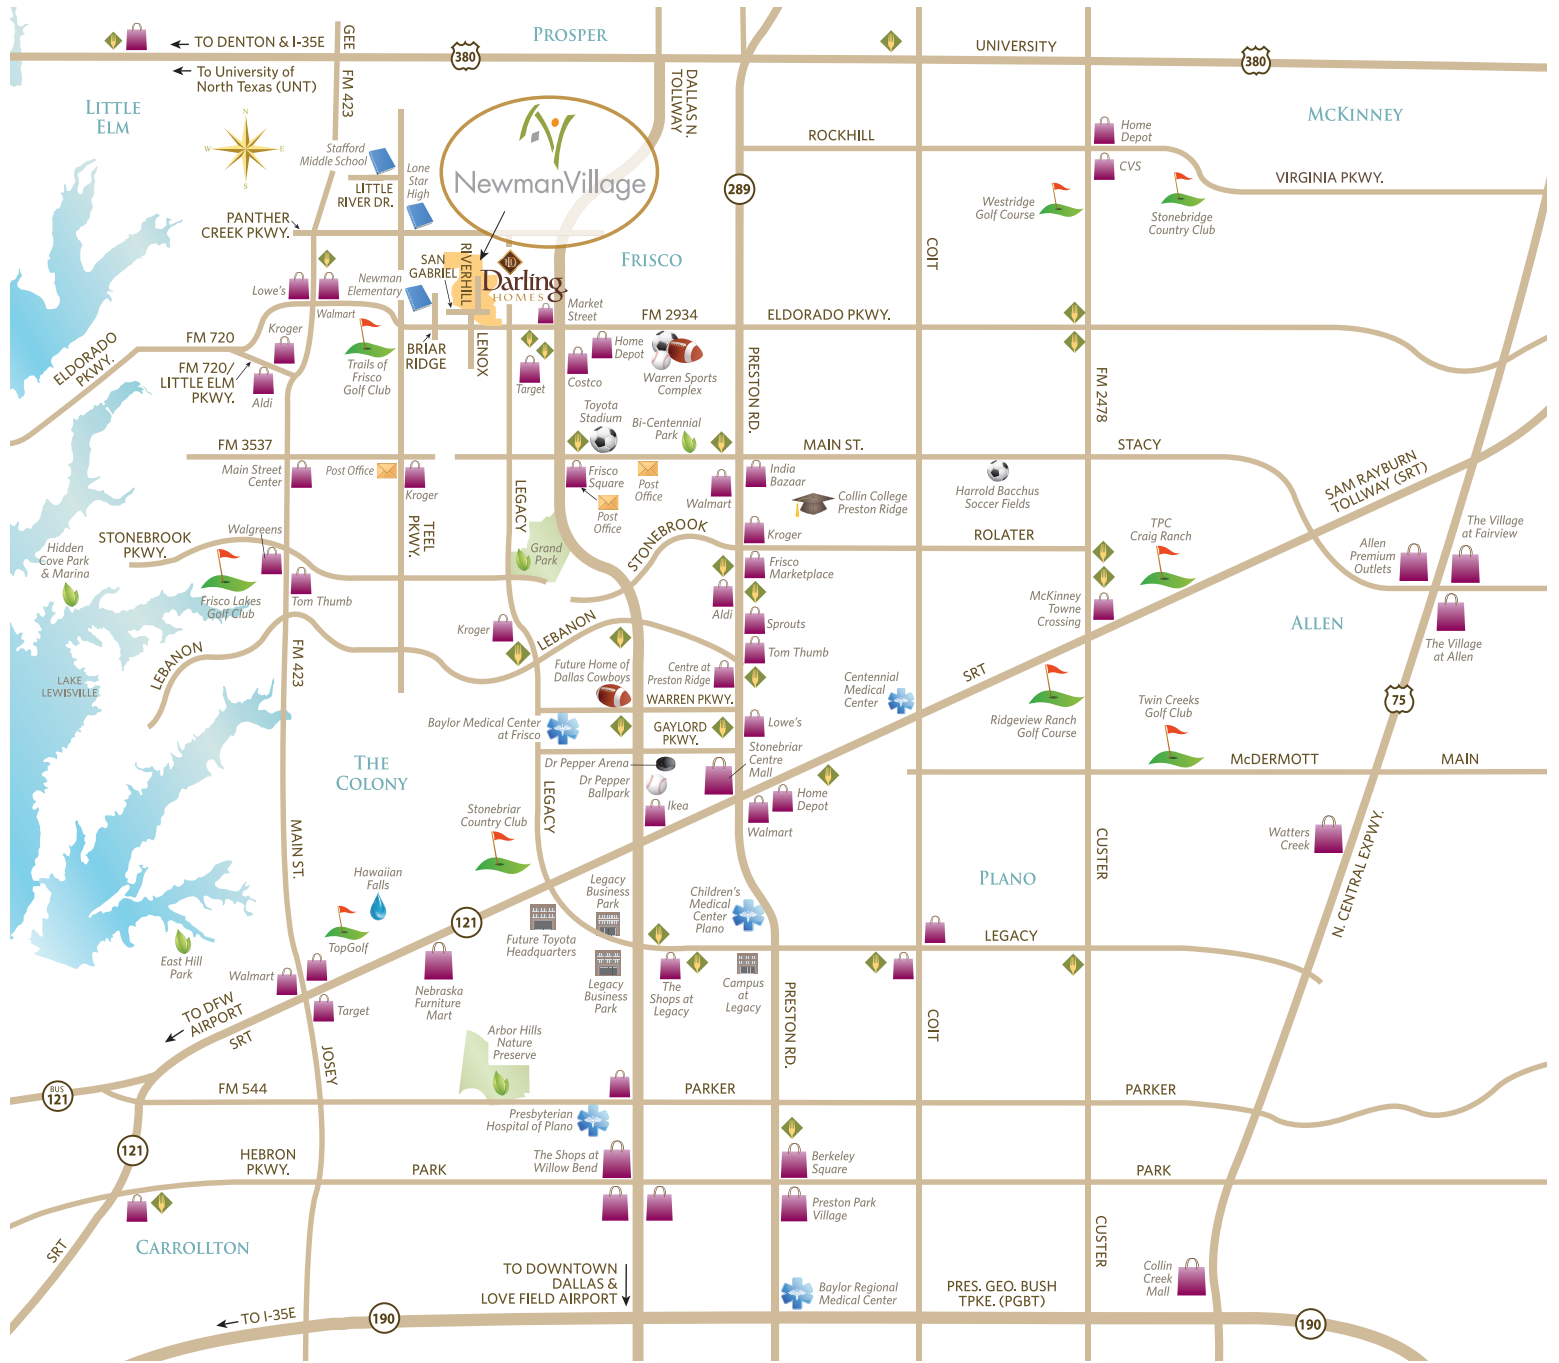 PROSPER
TO DENTON & I-35E
GEE
380
UNIVERSITY
380
To University of
North Texas (UNT)
FM 423
DALLAS N.
TOLLWAY
LITTLE
ELM
MCKINNEY
N
W
E
S
Stafford
Middle School
Lone
Star
High
LITTLE
RIVER DR.
NewmanVillage
ROCKHILL
Home
Depot
CVS
289
VIRGINIA PKWY.
Westridge
Golf Course
Stonebridge
Country Club
PANTHER
CREEK PKWY.
COIT
FRISCO
SAN
GABRIEL
RIVERHILL
DH
Darling
HOMES
Newman
Elementary
Lowe's
Walmart
Market
Street
FM 2934
ELDORADO PKWY.
Kroger
FM 720
ELDORADO
PKWY.
FM 720/
LITTLE ELM
PKWY.
Aldi
Trails of
Frisco
Golf Club
BRIAR
RIDGE
LENOX
Target
Home
Depot
Costco
Warren Sports
Complex
PRESTON RD.
FM 2478
Toyota
Stadium
Bi-Centennial
Park
FM 3537
MAIN ST.
STACY
Main Street
Center
Post Office
Kroger
Frisco
Square
Post
Office
Post
Office
Walmart
India
Bazaar
Collin College
Preston Ridge
Harrold Bacchus
Soccer Fields
SAM RAYBURN
TOLLWAY (SRT)
LEGACY
TEEL
PKWY.
STONEBROOK
PKWY.
Walgreens
Hidden
Cove Park
& Marina
Frisco Lakes
Golf Club
Tom Thumb
Grand
Park
STONEBROOK
Kroger
ROLATER
TPC
Craig Ranch
Allen
Premium
Outlets
The Village
at Fairview
Frisco
Marketplace
Aldi
Sprouts
Tom Thumb
McKinney
Towne
Crossing
ALLEN
The Village
at Allen
Kroger
LEBANON
LEBANON
FM 423
LAKE
LEWISVILLE
Future Home of
Dallas Cowboys
Centre at
Preston Ridge
WARREN PKWY.
Centennial
Medical
Center
SRT
Ridgeview Ranch
Golf Course
Twin Creeks
Golf Club
75
Baylor Medical Center
at Frisco
GAYLORD
PKWY.
Lowe's
Stonebriar
Centre
Mall
THE
COLONY
Dr Pepper Arena
Dr Pepper
Ballpark
Ikea
Home
Depot
Walmart
McDERMOTT
MAIN
LEGACY
Stonebriar
Country Club
MAIN ST.
CUSTER
Watters
Creek
N. CENTRAL EXPWY.
Hawaiian
Falls
TopGolf
121
Legacy
Business
Park
Children's
Medical
Center
Plano
PLANO
Future Toyota
Headquarters
LEGACY
East Hill
Park
Walmart
Target
Nebraska
Furniture
Mart
Legacy
Business
Park
The
Shops at
Legacy
Campus
at
Legacy
PRESTON RD.
COIT
TO DFW
AIRPORT
SRT
JOSEY
Arbor Hills
Nature
Preserve
BUS
121
FM 544
PARKER
PARKER
Presbyterian
Hospital of Plano
121
HEBRON
PKWY.
PARK
The Shops at
Willow Bend
Berkeley
Square
PARK
Preston Park
Village
CARROLLTON
SRT
CUSTER
TO DOWNTOWN
DALLAS &
LOVE FIELD AIRPORT
Baylor Regional
Medical Center
PRES. GEO. BUSH
TPKE. (PGBT)
Collin
Creek
Mall
TO I-35E
190
190